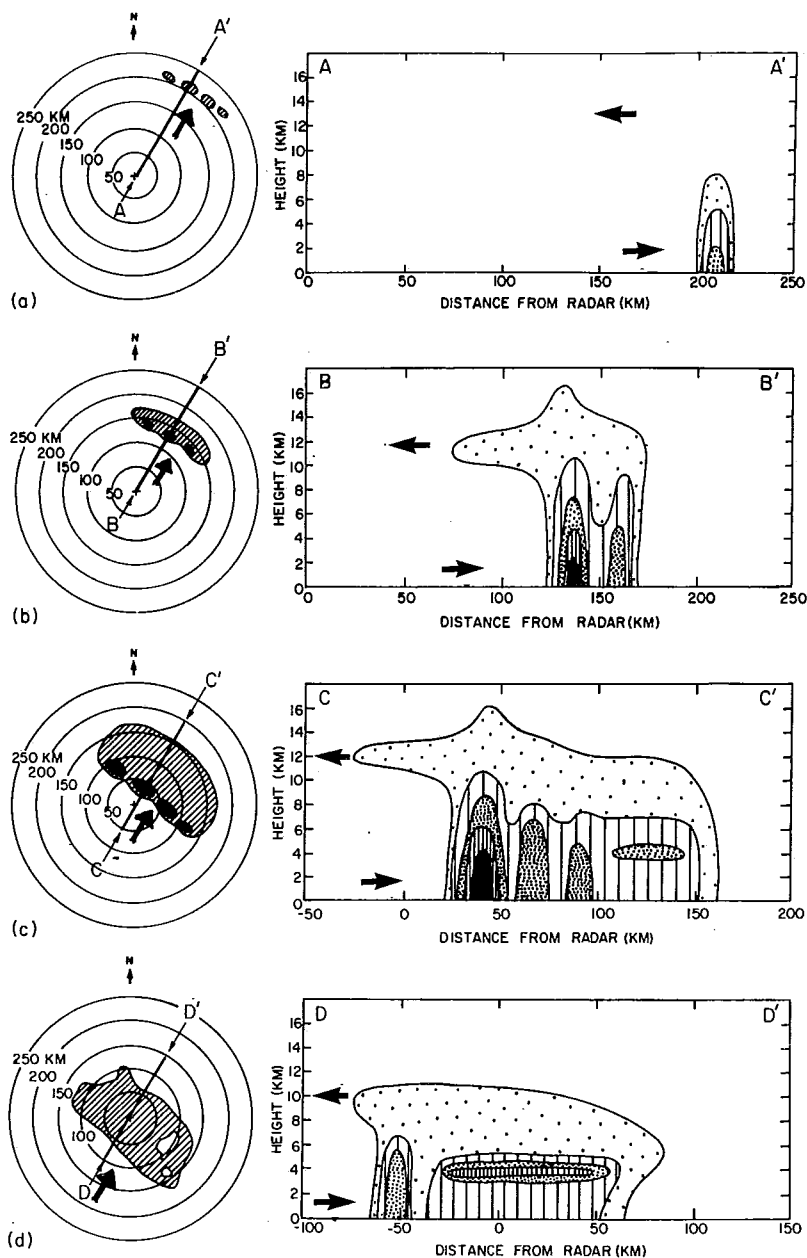 N
A'
250 KM
200
150
100
50
A
(a)
A A'
HEIGHT (KM)
16
14
12
10
8
6
4
2
0
0 50 100 150 200 250
DISTANCE FROM RADAR (KM)
N
B'
250 KM
200
150
100
50
B
(b)
B B'
HEIGHT (KM)
16
14
12
10
8
6
4
2
0
0 50 100 150 200 250
DISTANCE FROM RADAR (KM)
N
C'
250 KM
200
150
100
50
C
(c)
C C'
HEIGHT (KM)
16
14
12
10
8
6
4
2
0
-50 0 50 100 150 200
DISTANCE FROM RADAR (KM)
N
D'
250 KM
200
150
100
D
(d)
D D'
HEIGHT (KM)
16
14
12
10
8
6
4
2
0
-100 -50 0 50 100 150
DISTANCE FROM RADAR (KM)